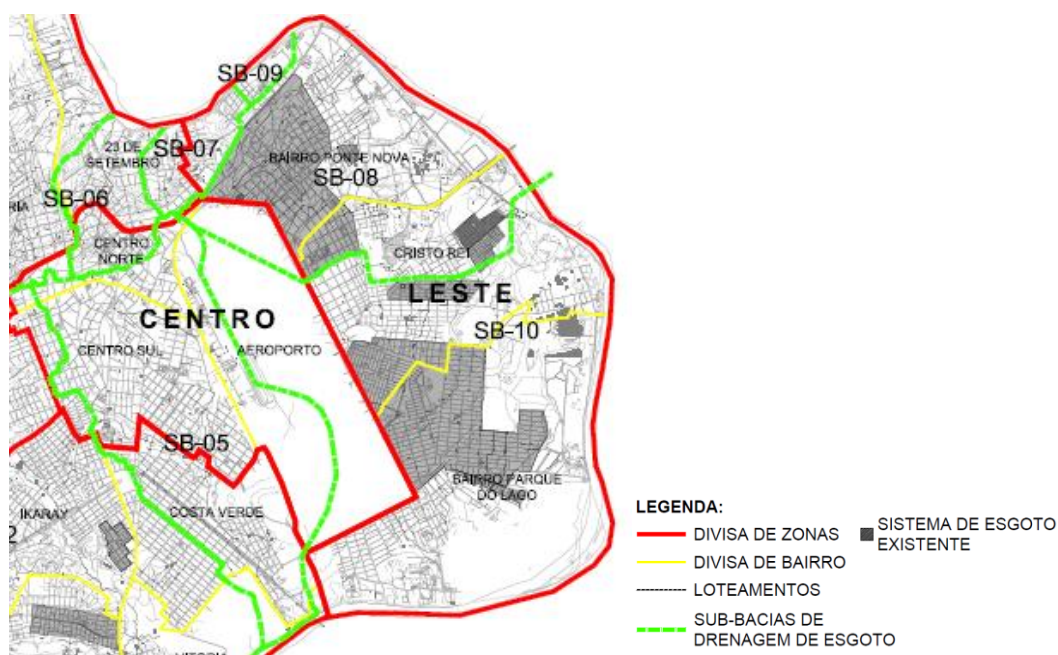 SB-09
23 DE
SETEMBRO
SB-07
BAIRRO PONTE NOVA
SB-08
SB-06
RIA
CENTRO
NORTE
CRISTO REI
LESTE
CENTRO
SB-10
CENTRO SUL
AEROPORTO
SB-05
BAIRRO PARQUE
DO LAGO
IKARAY
COSTA VERDE
2
LEGENDA:
DIVISA DE ZONAS
SISTEMA DE ESGOTO
EXISTENTE
DIVISA DE BAIRRO
LOTEAMENTOS
SUB-BACIAS DE
DRENAGEM DE ESGOTO